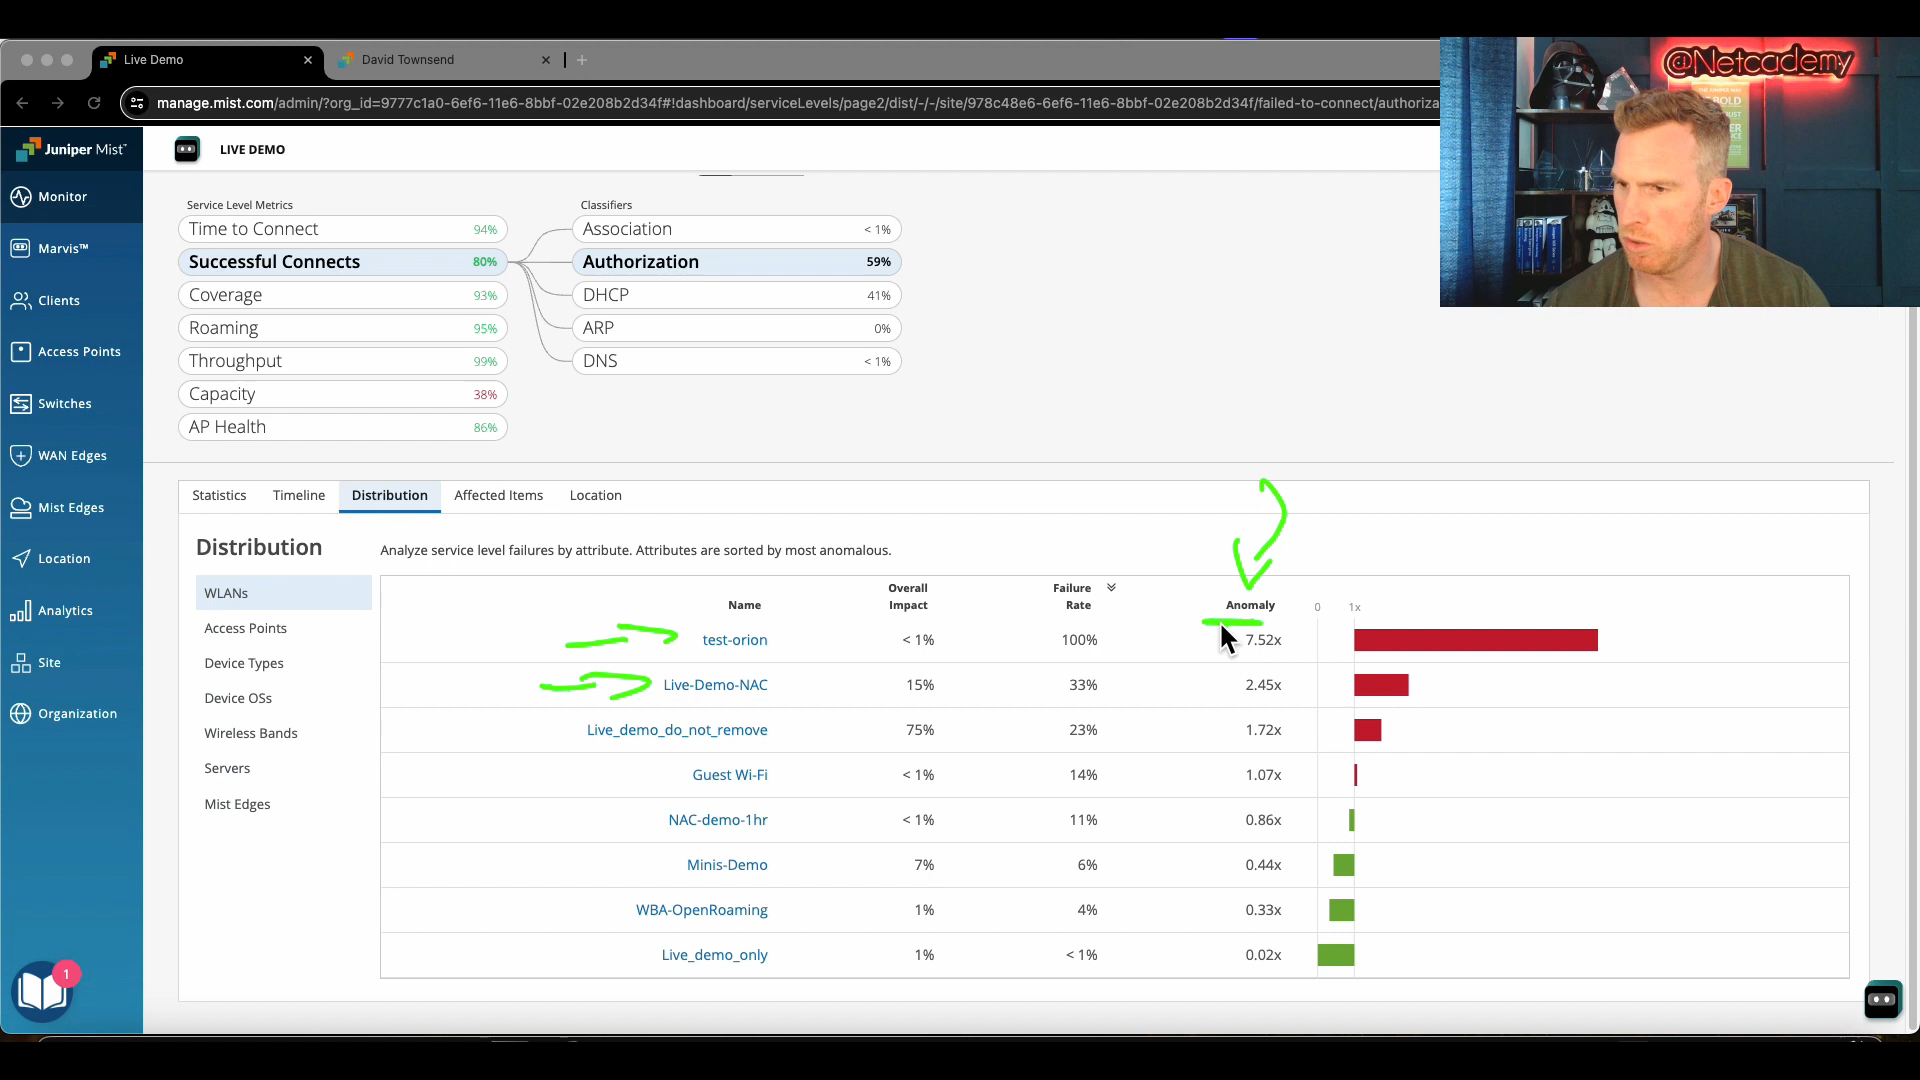 Live Demo
David Townsend
@Netcademy
manage.mist.com/admin/?org_id=9777c1a0-6ef6-11e6-8bbf-02e208b2d34f#!dashboard/serviceLevels/page2/dist/-/-/site/978c48e6-6ef6-11e6-8bbf-02e208b2d34f/failed-to-connect/authoriza
Juniper Mist™
LIVE DEMO
Monitor
Marvis™
Clients
Access Points
Switches
WAN Edges
Mist Edges
Location
Analytics
Site
Organization
1
Service Level Metrics
Time to Connect 94%
Successful Connects 80%
Coverage 93%
Roaming 95%
Throughput 99%
Capacity 38%
AP Health 86%
Classifiers
Association < 1%
Authorization 59%
DHCP 41%
ARP 0%
DNS < 1%
Statistics Timeline Distribution Affected Items Location
Distribution
Analyze service level failures by attribute. Attributes are sorted by most anomalous.
WLANs
Access Points
Device Types
Device OSs
Wireless Bands
Servers
Mist Edges
Name Overall Impact Failure Rate Anomaly 0 1x
test-orion < 1% 100% 7.52x
Live-Demo-NAC 15% 33% 2.45x
Live_demo_do_not_remove 75% 23% 1.72x
Guest Wi-Fi < 1% 14% 1.07x
NAC-demo-1hr < 1% 11% 0.86x
Minis-Demo 7% 6% 0.44x
WBA-OpenRoaming 1% 4% 0.33x
Live_demo_only 1% < 1% 0.02x